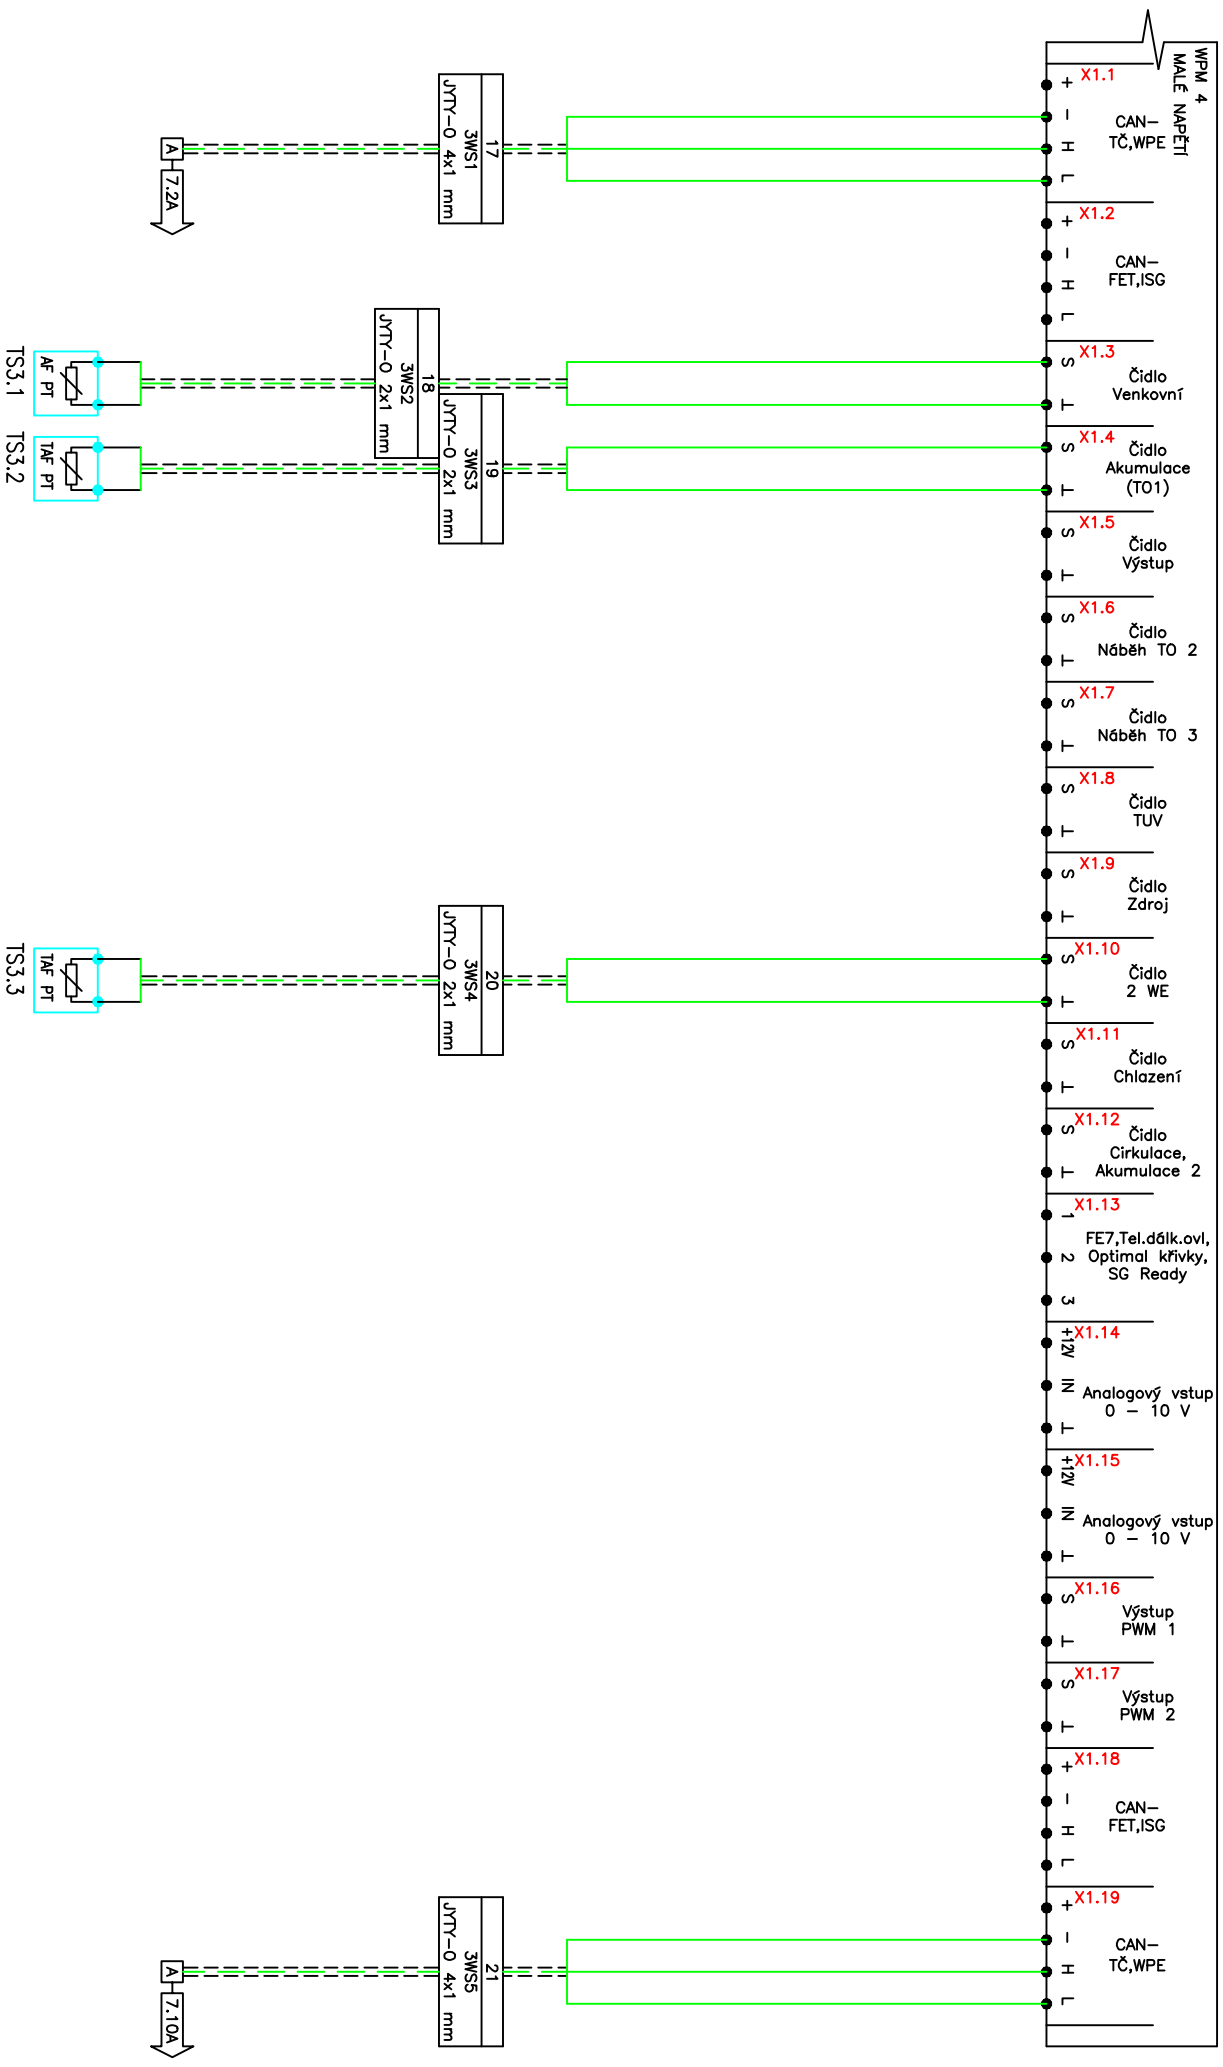 WPM 4
MALÉ NAPĚTÍ
X1.1
+
-
H
L
CAN-
TČ,WPE
17
3WS1
JYTY-O 4x1 mm
A
7.2A
X1.2
+
-
H
L
CAN-
FET,ISG
X1.3
S
⊥
Čidlo
Venkovní
18
3WS2
JYTY-O 2x1 mm
AF PT
TS3.1
X1.4
S
⊥
Čidlo
Akumulace
(TO1)
19
3WS3
JYTY-O 2x1 mm
TAF PT
TS3.2
X1.5
S
⊥
Čidlo
Výstup
X1.6
S
⊥
Čidlo
Náběh TO 2
X1.7
S
⊥
Čidlo
Náběh TO 3
X1.8
S
⊥
Čidlo
TUV
X1.9
S
⊥
Čidlo
Zdroj
X1.10
S
⊥
Čidlo
2 WE
20
3WS4
JYTY-O 2x1 mm
TAF PT
TS3.3
X1.11
S
⊥
Čidlo
Chlazení
X1.12
S
⊥
Čidlo
Cirkulace,
Akumulace 2
X1.13
1
2
3
FE7,Tel.dálk.ovl,
Optimal křivky,
SG Ready
X1.14
+12V
IN
⊥
Analogový vstup
0 - 10 V
X1.15
+12V
IN
⊥
Analogový vstup
0 - 10 V
X1.16
S
⊥
Výstup
PWM 1
X1.17
S
⊥
Výstup
PWM 2
X1.18
+
-
H
L
CAN-
FET,ISG
X1.19
+
-
H
L
CAN-
TČ,WPE
21
3WS5
JYTY-O 4x1 mm
A
7.10A